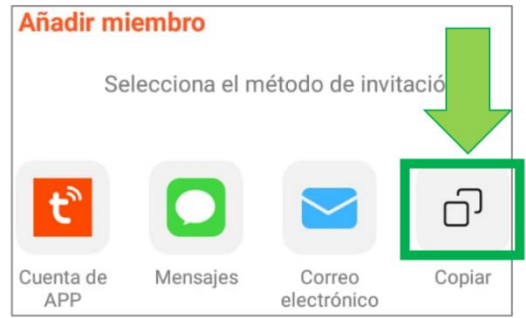 Añadir miembro
Selecciona el método de invitació
Cuenta de APP
Mensajes
Correo electrónico
Copiar